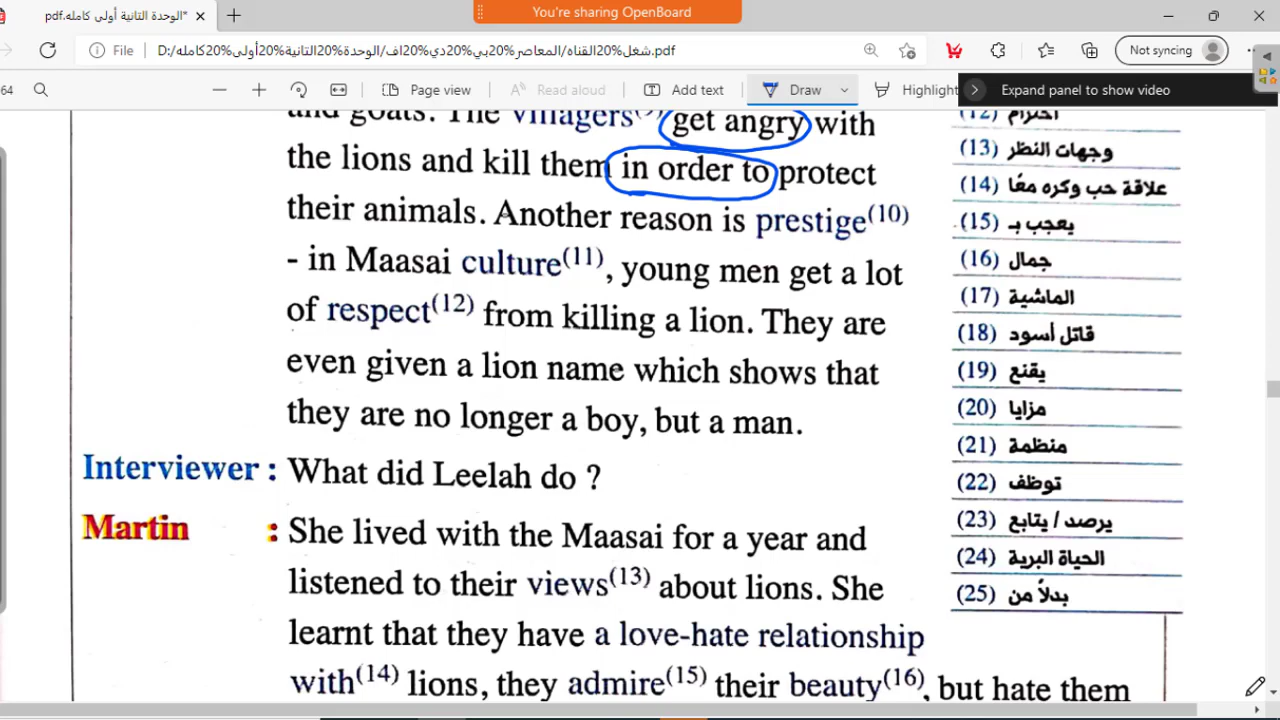 You're sharing OpenBoard
الوحدة التانية أولى كامله.pdf*
File
D:/شغل%20القناه/المعاصر%20بي%20دي%20اف/الوحدة%20التانية%20أولى%20كامله.pdf
Not syncing
64
Page view
Read aloud
Add text
Draw
Highlight
Expand panel to show video
and goats. The villagers get angry with
the lions and kill them in order to protect
their animals. Another reason is prestige(10)
- in Maasai culture(11), young men get a lot
of respect(12) from killing a lion. They are
even given a lion name which shows that
they are no longer a boy, but a man.
Interviewer : What did Leelah do ?
Martin : She lived with the Maasai for a year and
listened to their views(13) about lions. She
learnt that they have a love-hate relationship
with(14) lions, they admire(15) their beauty(16), but hate them
(12) احترام
(13) وجهات النظر
(14) علاقة حب وكره معًا
(15) يعجب بـ
(16) جمال
(17) الماشية
(18) قاتل أسود
(19) يقنع
(20) مزايا
(21) منظمة
(22) توظف
(23) يرصد / يتابع
(24) الحياة البرية
(25) بدلاً من